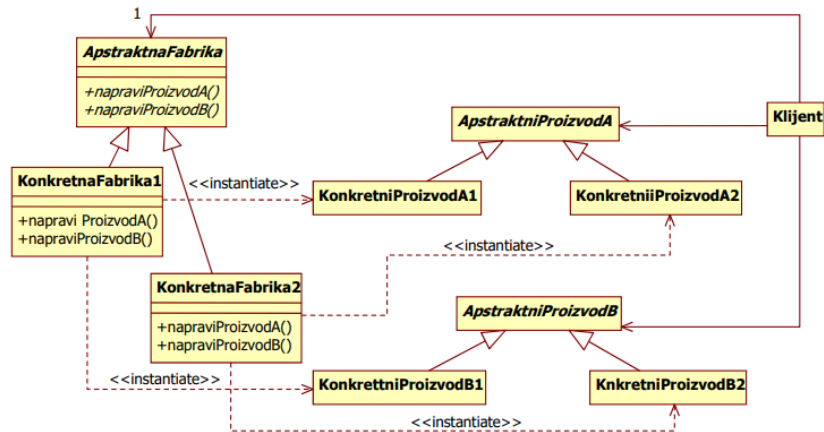 1
ApstraktnaFabrika
+napraviProizvodA()
+napraviProizvodB()
ApstraktniProizvodA
Klijent
KonkretnaFabrika1
+napravi ProizvodA()
+napraviProizvodB()
<<instantiate>>
KonkretniProizvodA1
KonkretniiProizvodA2
<<instantiate>>
KonkretnaFabrika2
+napraviProizvodA()
+napraviProizvodB()
ApstraktniProizvodB
<<instantiate>>
KonkrettniProizvodB1
KnkretniProizvodB2
<<instantiate>>